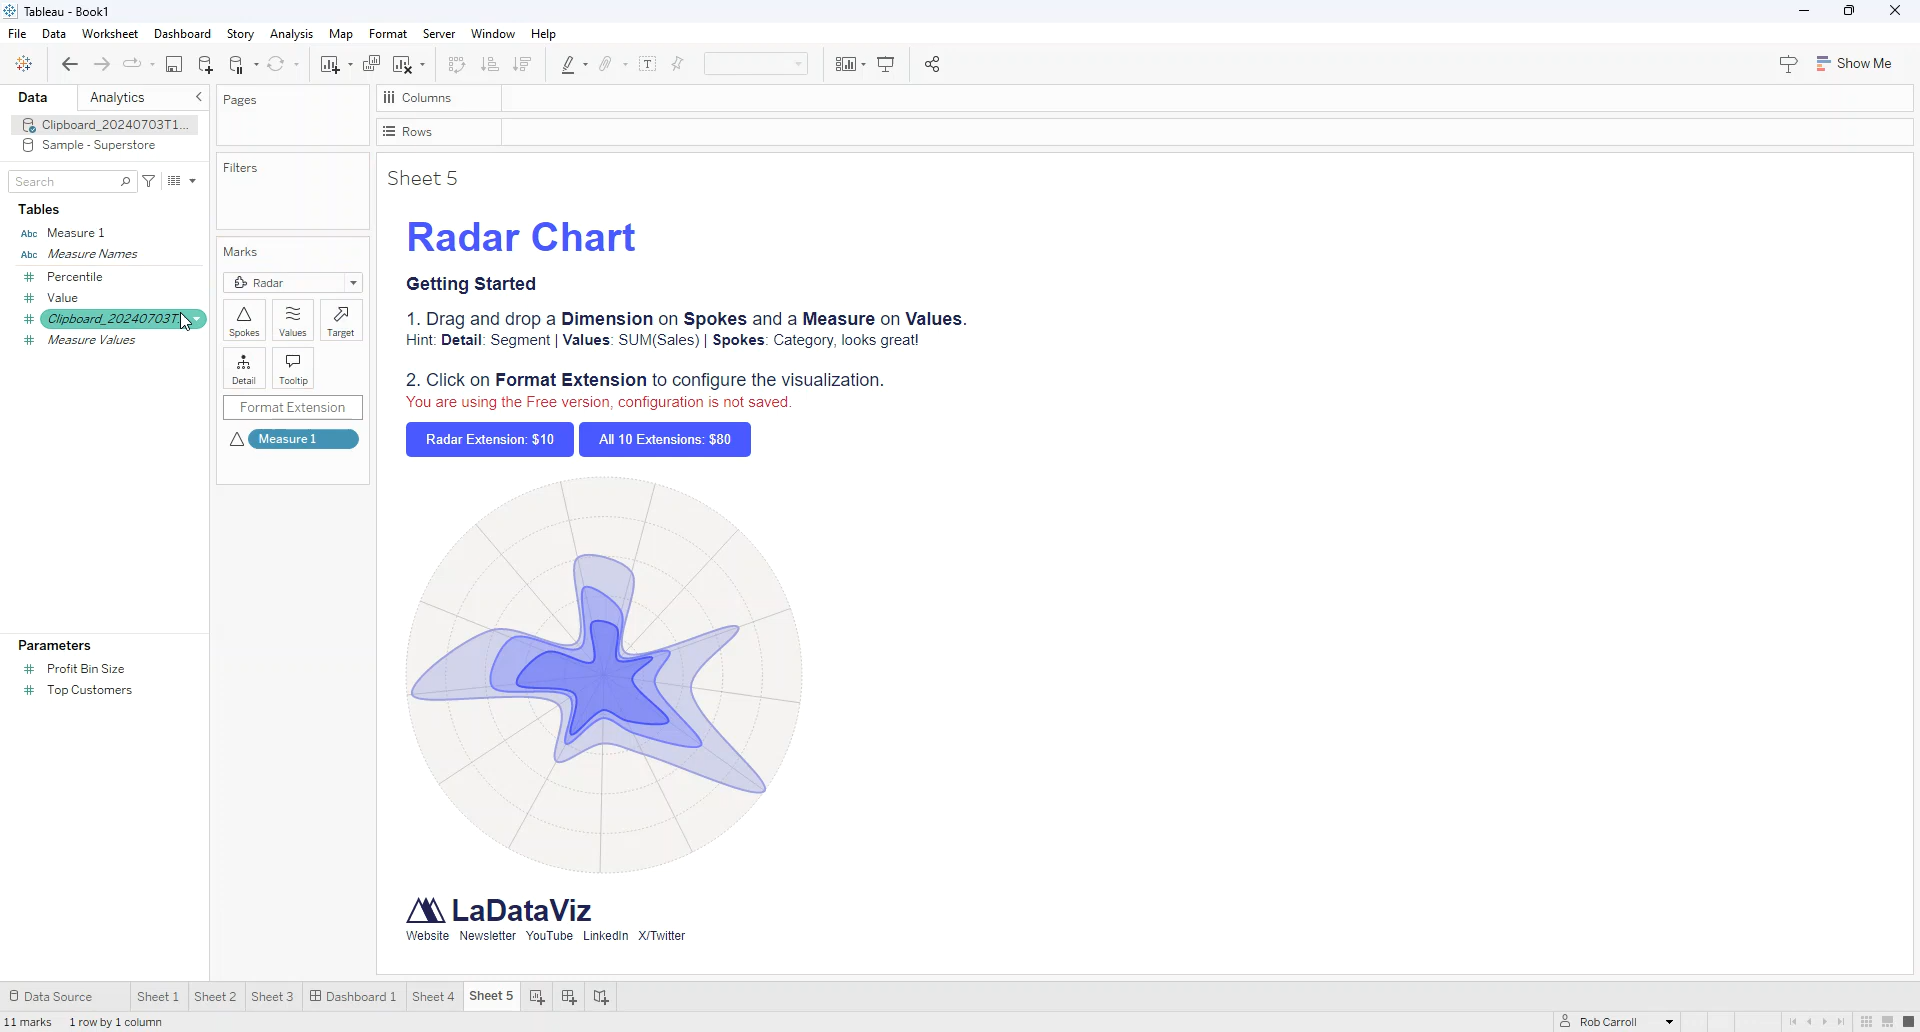 Tableau - Book1
File Data Worksheet Dashboard Story Analysis Map Format Server Window Help
Show Me
Data Analytics
Clipboard_20240703T1...
Sample - Superstore
Search
Tables
Abc Measure 1
Abc Measure Names
# Percentile
# Value
# Clipboard_20240703T
# Measure Values
Parameters
# Profit Bin Size
# Top Customers
Pages
Filters
Marks
Radar
Spokes Values Target
Detail Tooltip
Format Extension
Measure 1
Columns
Rows
Sheet 5
Radar Chart
Getting Started
1. Drag and drop a Dimension on Spokes and a Measure on Values.
Hint: Detail: Segment | Values: SUM(Sales) | Spokes: Category, looks great!
2. Click on Format Extension to configure the visualization.
You are using the Free version, configuration is not saved.
Radar Extension: $10 All 10 Extensions: $80
LaDataViz
Website Newsletter YouTube LinkedIn X/Twitter
Data Source Sheet 1 Sheet 2 Sheet 3 Dashboard 1 Sheet 4 Sheet 5
11 marks 1 row by 1 column Rob Carroll